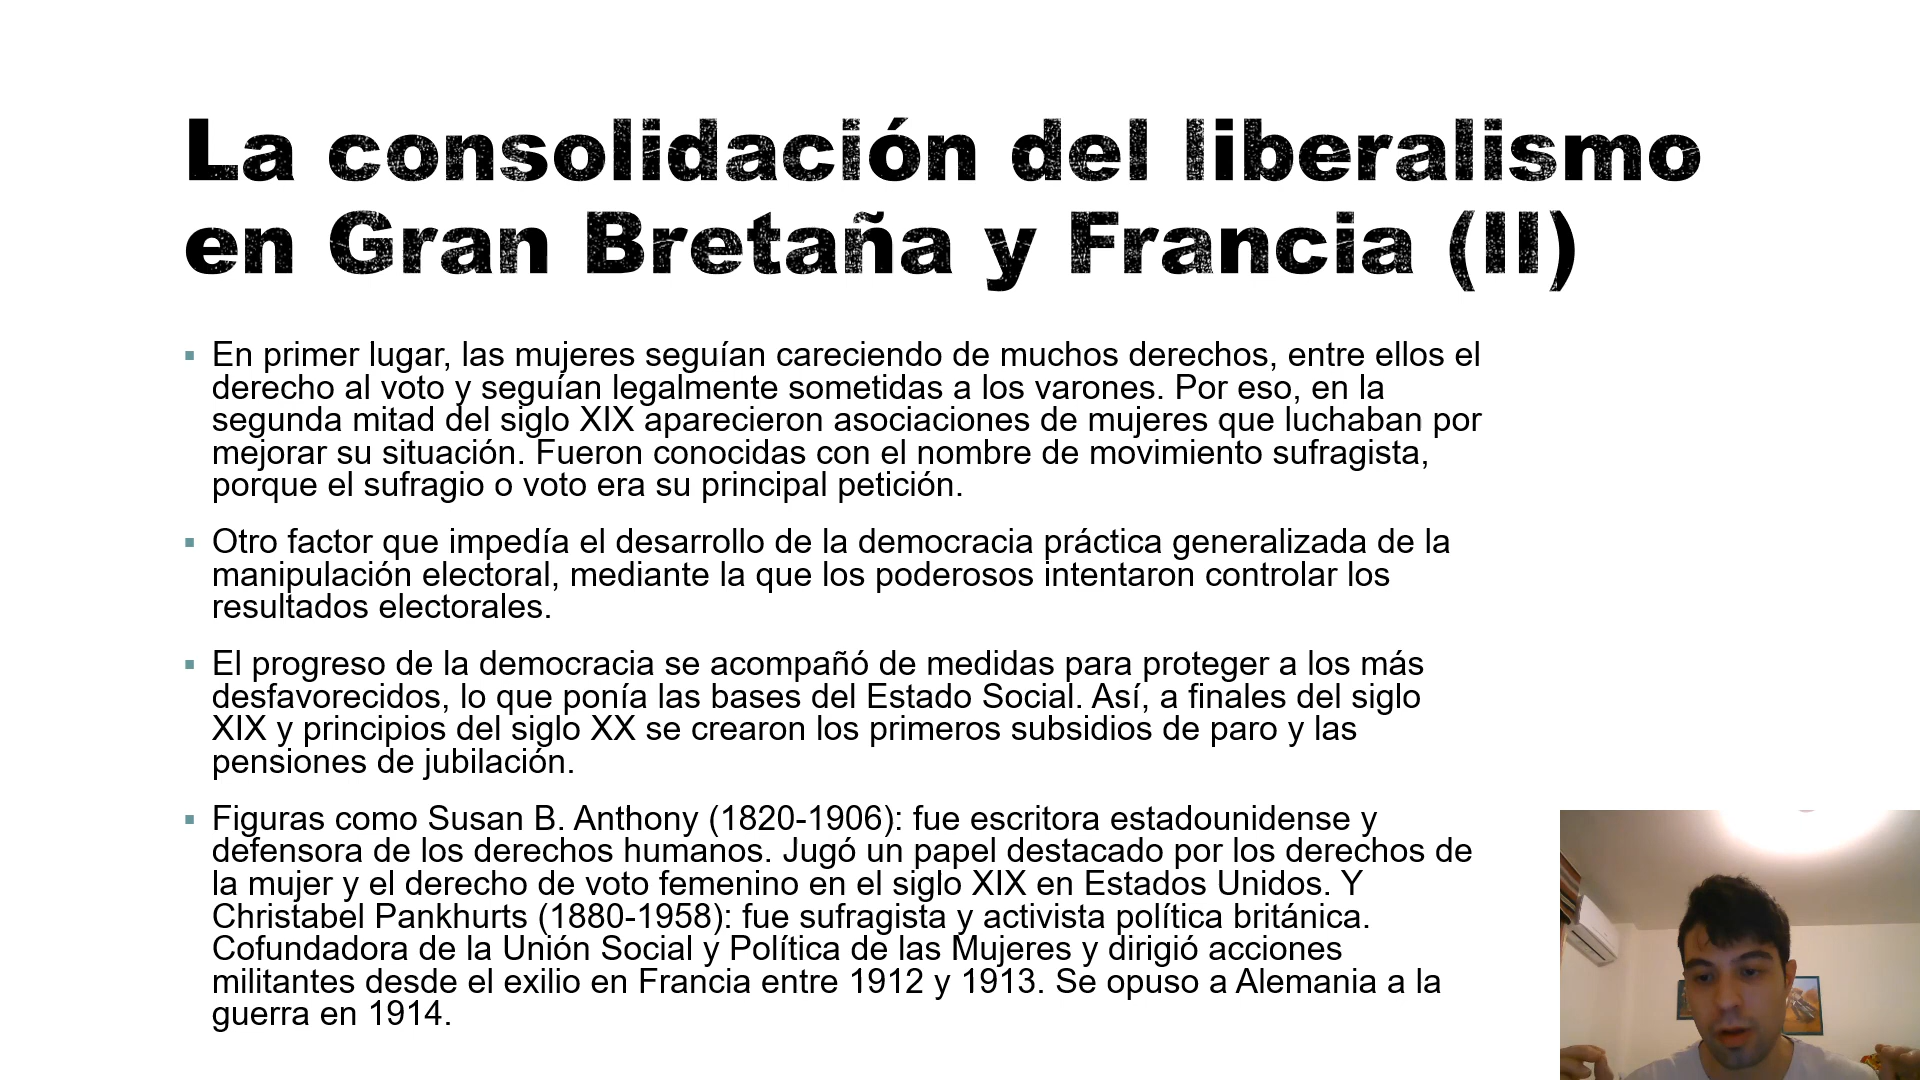 La consolidación del liberalismo
en Gran Bretaña y Francia (II)
▪ En primer lugar, las mujeres seguían careciendo de muchos derechos, entre ellos el
derecho al voto y seguían legalmente sometidas a los varones. Por eso, en la
segunda mitad del siglo XIX aparecieron asociaciones de mujeres que luchaban por
mejorar su situación. Fueron conocidas con el nombre de movimiento sufragista,
porque el sufragio o voto era su principal petición.
▪ Otro factor que impedía el desarrollo de la democracia práctica generalizada de la
manipulación electoral, mediante la que los poderosos intentaron controlar los
resultados electorales.
▪ El progreso de la democracia se acompañó de medidas para proteger a los más
desfavorecidos, lo que ponía las bases del Estado Social. Así, a finales del siglo
XIX y principios del siglo XX se crearon los primeros subsidios de paro y las
pensiones de jubilación.
▪ Figuras como Susan B. Anthony (1820-1906): fue escritora estadounidense y
defensora de los derechos humanos. Jugó un papel destacado por los derechos de
la mujer y el derecho de voto femenino en el siglo XIX en Estados Unidos. Y
Christabel Pankhurts (1880-1958): fue sufragista y activista política británica.
Cofundadora de la Unión Social y Política de las Mujeres y dirigió acciones
militantes desde el exilio en Francia entre 1912 y 1913. Se opuso a Alemania a la
guerra en 1914.